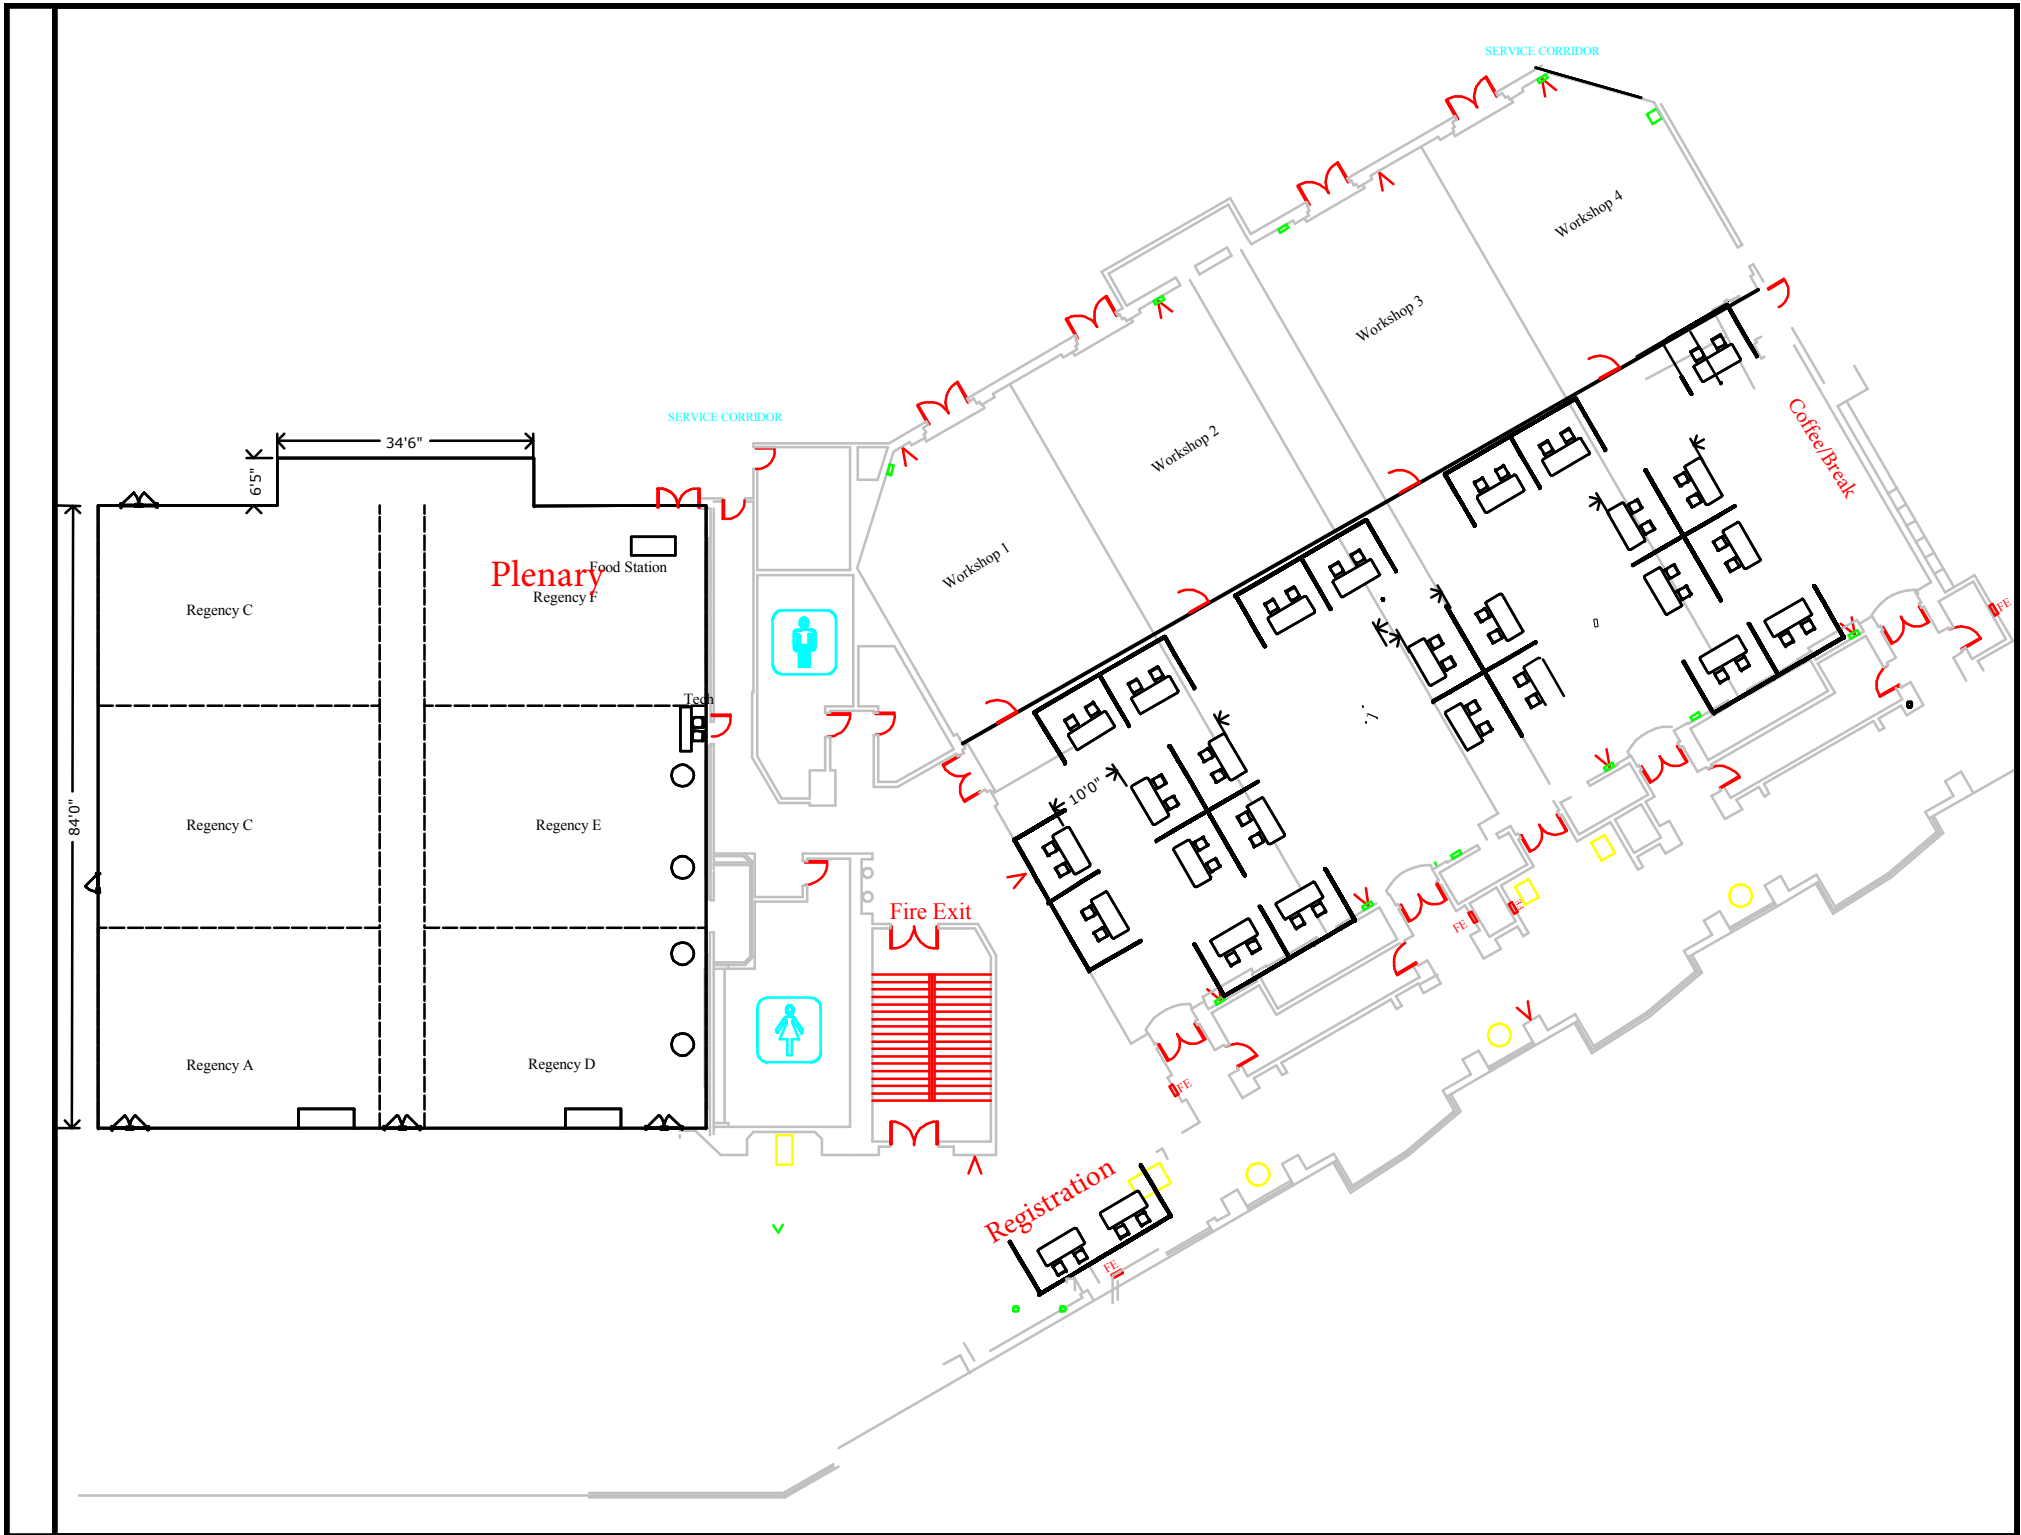 SERVICE CORRIDOR
Workshop 4
Workshop 3
Coffee/Break
SERVICE CORRIDOR
Workshop 2
34'6"
6'5"
Plenary
Food Station
Regency F
Regency C
Workshop 1
FE
Tech
10'0"
84'0"
Regency C
Regency E
Fire Exit
FE
FE
Regency A
Regency D
FE
Registration
FE